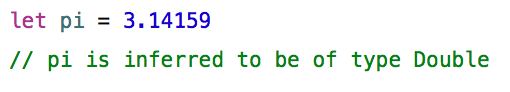 let pi = 3.14159
// pi is inferred to be of type Double